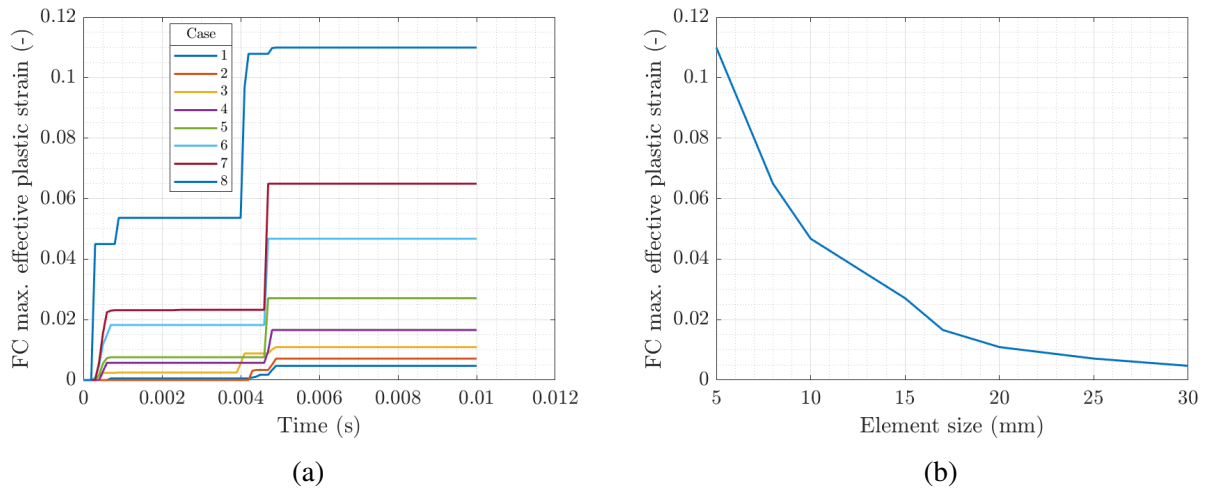 0.12
0.1
0.08
0.06
0.04
0.02
0
FC max. effective plastic strain (-)
Case
1
2
3
4
5
6
7
8
0 0.002 0.004 0.006 0.008 0.01 0.012
Time (s)
(a)
0.12
0.1
0.08
0.06
0.04
0.02
0
FC max. effective plastic strain (-)
5 10 15 20 25 30
Element size (mm)
(b)